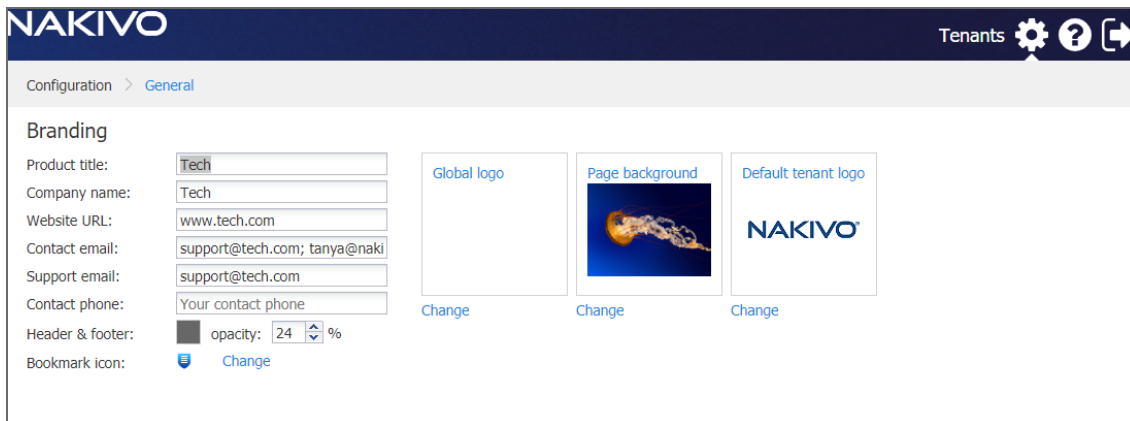 NAKIVO
Tenants
Configuration > General
Branding
Product title: Tech
Company name: Tech
Website URL: www.tech.com
Contact email: support@tech.com; tanya@naki
Support email: support@tech.com
Contact phone: Your contact phone
Header & footer: opacity: 24 %
Bookmark icon: Change
Global logo
Change
Page background
Change
Default tenant logo
NAKIVO
Change